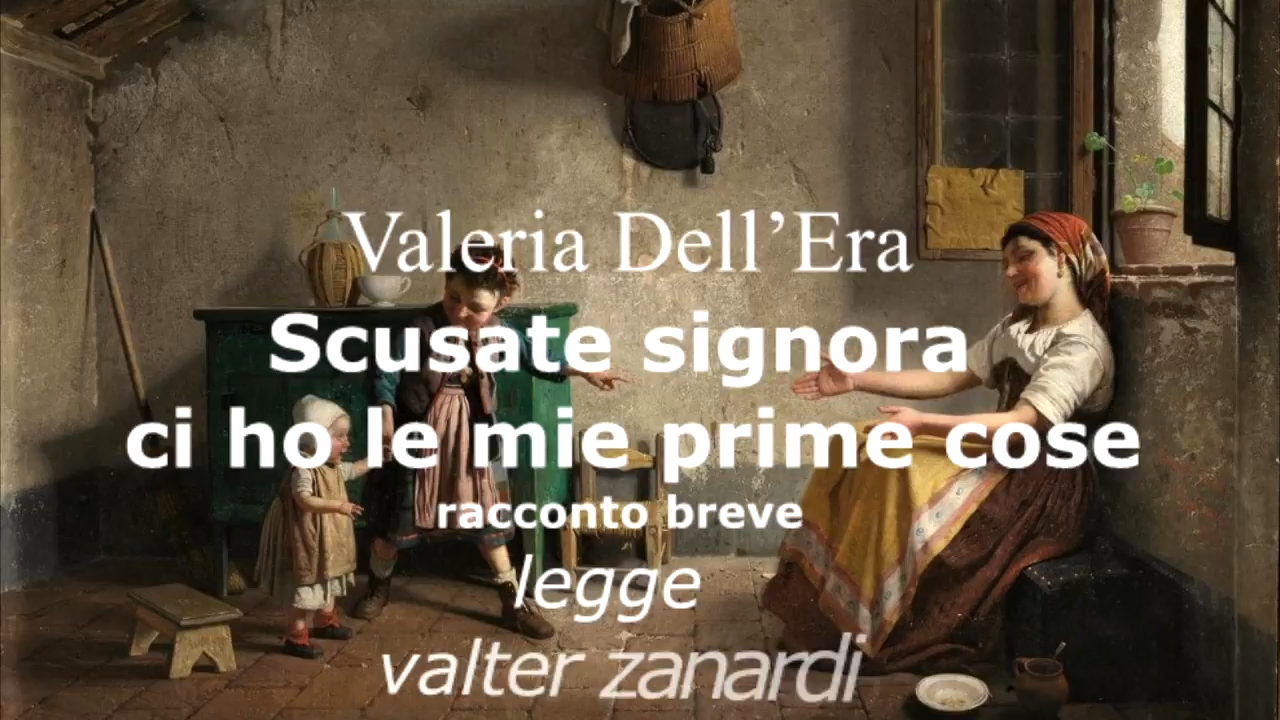 Valeria Dell'Era
Scusate signora
ci ho le mie prime cose
racconto breve
legge
valter zanardi